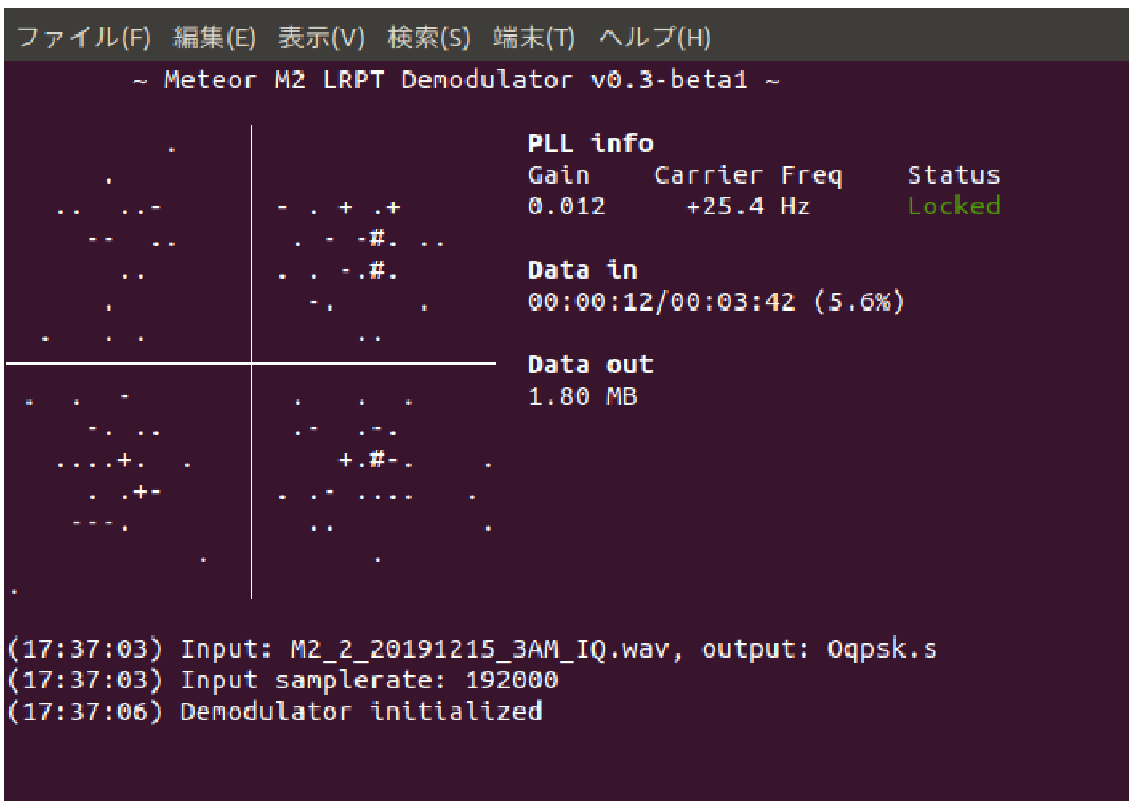 ファイル(F) 編集(E) 表示(V) 検索(S) 端末(T) ヘルプ(H)
~ Meteor M2 LRPT Demodulator v0.3-beta1 ~
PLL info
Gain Carrier Freq Status
0.012 +25.4 Hz Locked
Data in
00:00:12/00:03:42 (5.6%)
Data out
1.80 MB
(17:37:03) Input: M2_2_20191215_3AM_IQ.wav, output: Oqpsk.s
(17:37:03) Input samplerate: 192000
(17:37:06) Demodulator initialized